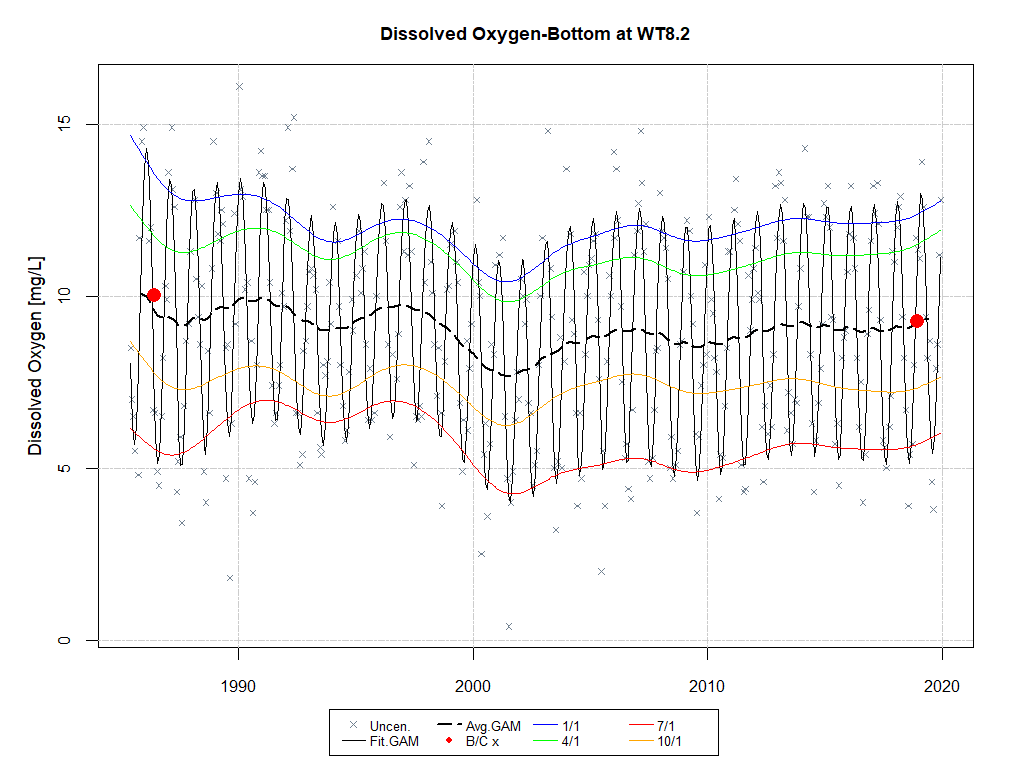 Dissolved Oxygen-Bottom at WT8.2
Dissolved Oxygen [mg/L]
15
10
5
0
1990 2000 2010 2020
Uncen. Avg.GAM 1/1 7/1
Fit.GAM B/C x 4/1 10/1